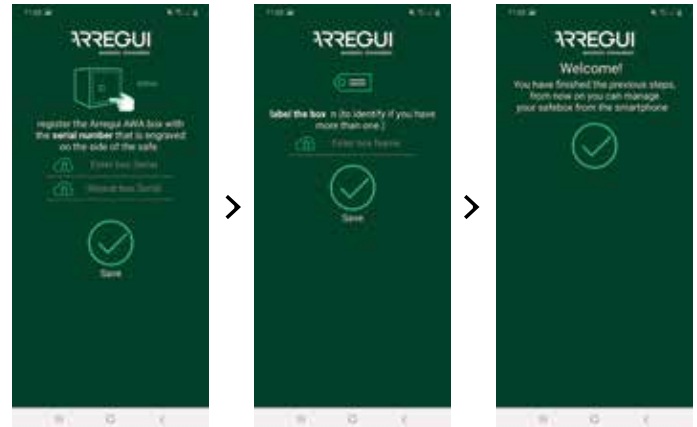 ARREGUI
register the Arregui AWA box with
the serial number that is engraved
on the side of the safe
Enter box Serial
Repeat box Serial
Save
>
ARREGUI
label the box
(to identify if you have
more than one.)
Enter box Name
Save
>
ARREGUI
Welcome!
You have finished the previous steps,
from now on you can manage
your safebox from the smartphone